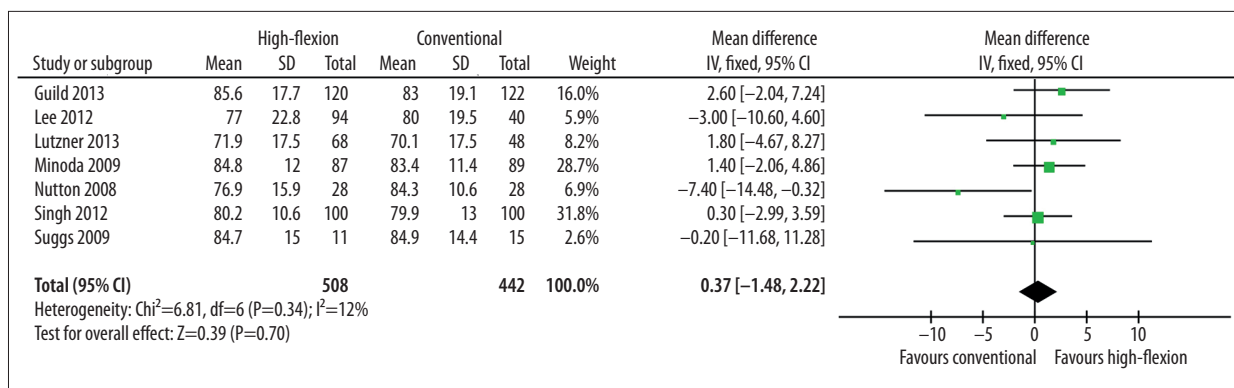 High-flexion Conventional Mean difference Mean difference
Study or subgroup Mean SD Total Mean SD Total Weight IV, fixed, 95% CI IV, fixed, 95% CI
Guild 2013 85.6 17.7 120 83 19.1 122 16.0% 2.60 [−2.04, 7.24]
Lee 2012 77 22.8 94 80 19.5 40 5.9% −3.00 [−10.60, 4.60]
Lutzner 2013 71.9 17.5 68 70.1 17.5 48 8.2% 1.80 [−4.67, 8.27]
Minoda 2009 84.8 12 87 83.4 11.4 89 28.7% 1.40 [−2.06, 4.86]
Nutton 2008 76.9 15.9 28 84.3 10.6 28 6.9% −7.40 [−14.48, −0.32]
Singh 2012 80.2 10.6 100 79.9 13 100 31.8% 0.30 [−2.99, 3.59]
Suggs 2009 84.7 15 11 84.9 14.4 15 2.6% −0.20 [−11.68, 11.28]
Total (95% CI) 508 442 100.0% 0.37 [−1.48, 2.22]
Heterogeneity: Chi²=6.81, df=6 (P=0.34); I²=12%
Test for overall effect: Z=0.39 (P=0.70)
−10 −5 0 5 10
Favours conventional Favours high-flexion